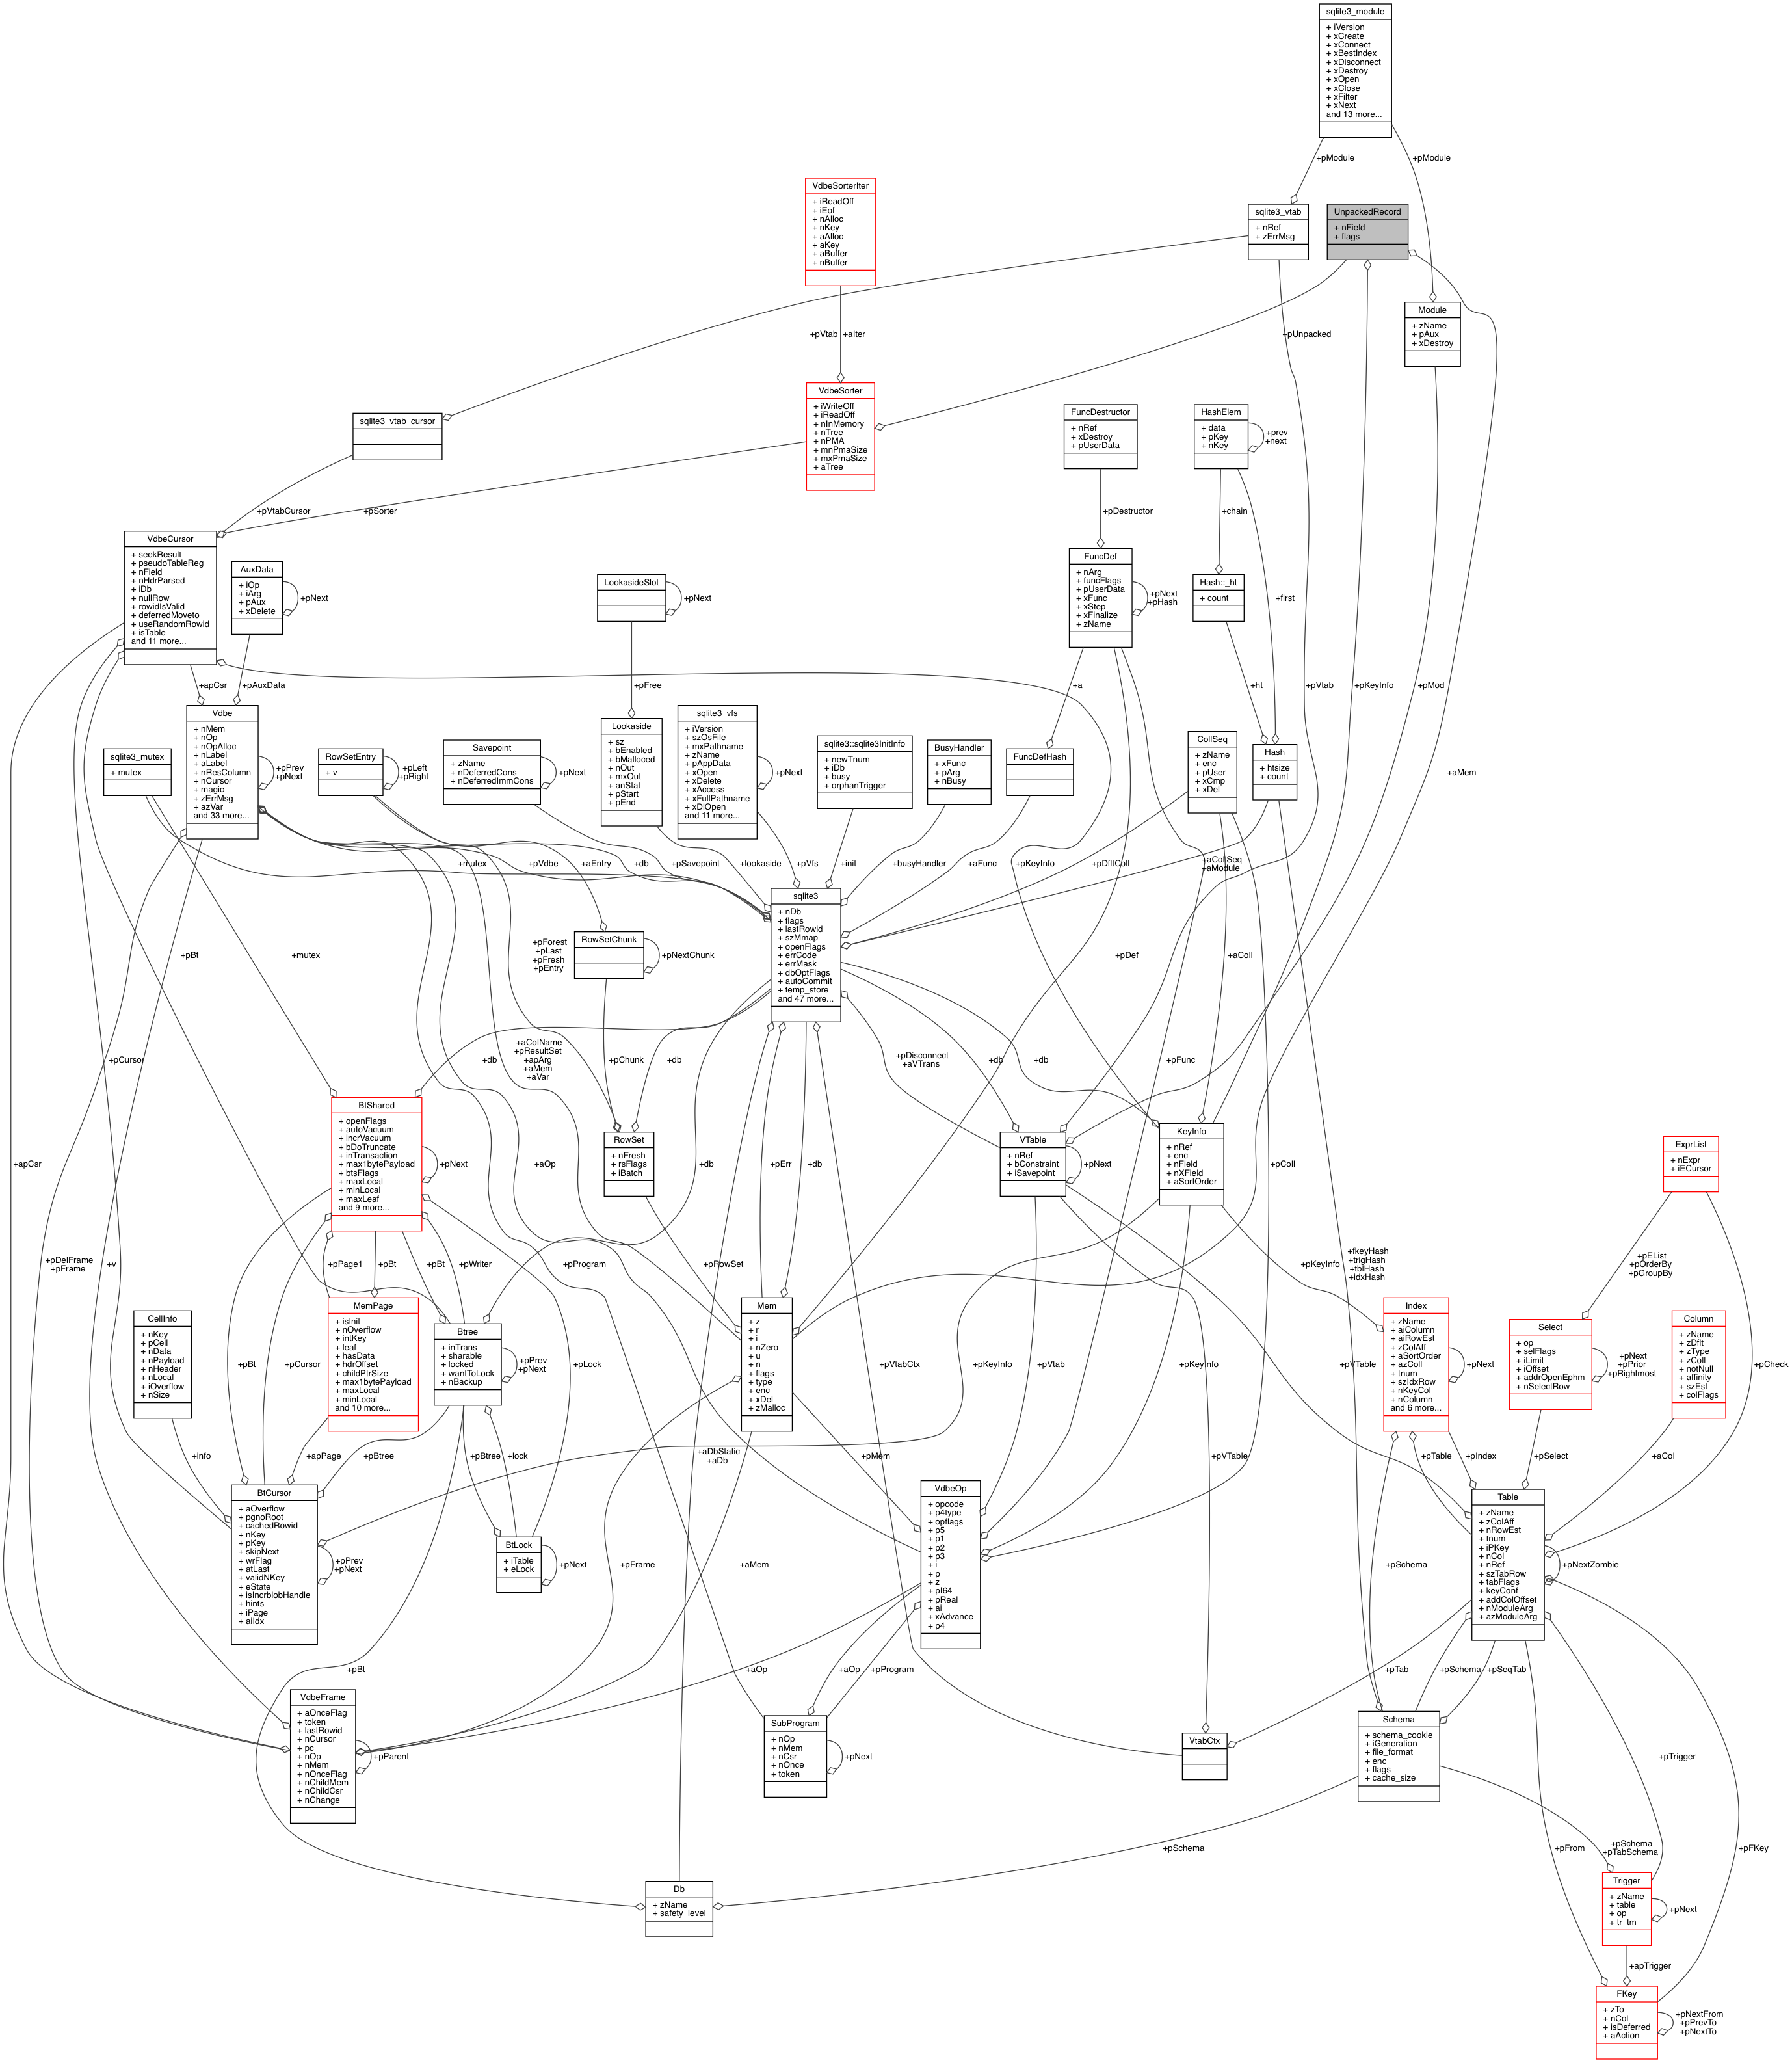 sqlite3_module
+ iVersion
+ xCreate
+ xConnect
+ xBestIndex
+ xDisconnect
+ xDestroy
+ xOpen
+ xClose
+ xFilter
+ xNext
and 13 more...
+pModule
+pModule
VdbeSorterIter
+ iReadOff
+ iEof
+ nAlloc
+ nKey
+ aAlloc
+ aKey
+ aBuffer
+ nBuffer
sqlite3_vtab
+ nRef
+ zErrMsg
UnpackedRecord
+ nField
+ flags
Module
+ zName
+ pAux
+ xDestroy
+pVtab
+aIter
+pUnpacked
sqlite3_vtab_cursor
VdbeSorter
+ iWriteOff
+ iReadOff
+ nInMemory
+ nTree
+ nPMA
+ mnPmaSize
+ mxPmaSize
+ aTree
FuncDestructor
+ nRef
+ xDestroy
+ pUserData
HashElem
+ data
+ pKey
+ nKey
+prev
+next
+pVtabCursor
+pSorter
+pDestructor
+chain
VdbeCursor
+ seekResult
+ pseudoTableReg
+ nField
+ nHdrParsed
+ iDb
+ nullRow
+ rowidIsValid
+ deferredMoveto
+ useRandomRowid
+ isTable
and 11 more...
AuxData
+ iOp
+ iArg
+ pAux
+ xDelete
+pNext
LookasideSlot
+pNext
FuncDef
+ nArg
+ funcFlags
+ pUserData
+ xFunc
+ xStep
+ xFinalize
+ zName
+pNext
+pHash
Hash::_ht
+ count
+first
+apCsr
+pAuxData
+pFree
+a
+ht
+pVtab
+pKeyInfo
+pMod
Vdbe
+ nMem
+ nOp
+ nOpAlloc
+ nLabel
+ aLabel
+ nResColumn
+ nCursor
+ magic
+ zErrMsg
+ azVar
and 33 more...
+pPrev
+pNext
sqlite3_mutex
+ mutex
RowSetEntry
+ v
+pLeft
+pRight
Savepoint
+ zName
+ nDeferredCons
+ nDeferredImmCons
+pNext
Lookaside
+ sz
+ bEnabled
+ bMalloced
+ nOut
+ mxOut
+ anStat
+ pStart
+ pEnd
sqlite3_vfs
+ iVersion
+ szOsFile
+ mxPathname
+ zName
+ pAppData
+ xOpen
+ xDelete
+ xAccess
+ xFullPathname
+ xDlOpen
and 11 more...
+pNext
sqlite3::sqlite3InitInfo
+ newTnum
+ iDb
+ busy
+ orphanTrigger
BusyHandler
+ xFunc
+ pArg
+ nBusy
FuncDefHash
CollSeq
+ zName
+ enc
+ pUser
+ xCmp
+ xDel
Hash
+ htsize
+ count
+aMem
+mutex
+pVdbe
+aEntry
+db
+pSavepoint
+lookaside
+pVfs
+init
+busyHandler
+aFunc
+pKeyInfo
+pDfltColl
+aCollSeq
+aModule
sqlite3
+ nDb
+ flags
+ lastRowid
+ szMmap
+ openFlags
+ errCode
+ errMask
+ dbOptFlags
+ autoCommit
+ temp_store
and 47 more...
+pBt
+mutex
+pForest
+pLast
+pFresh
+pEntry
RowSetChunk
+pNextChunk
+pDef
+aColl
+pCursor
+db
+aColName
+pResultSet
+apArg
+aMem
+aVar
+pChunk
+db
+pDisconnect
+aVTrans
+db
+db
+pFunc
BtShared
+ openFlags
+ autoVacuum
+ incrVacuum
+ bDoTruncate
+ inTransaction
+ max1bytePayload
+ btsFlags
+ maxLocal
+ minLocal
+ maxLeaf
and 9 more...
+pNext
+apCsr
+aOp
RowSet
+ nFresh
+ rsFlags
+ iBatch
+db
+pErr
+db
VTable
+ nRef
+ bConstraint
+ iSavepoint
+pNext
KeyInfo
+ nRef
+ enc
+ nField
+ nXField
+ aSortOrder
+pColl
ExprList
+ nExpr
+ iECursor
+pDelFrame
+pFrame
+v
+pPage1
+pBt
+pBt
+pWriter
+pProgram
+pRowSet
+pKeyInfo
+fkeyHash
+trigHash
+tblHash
+idxHash
+pEList
+pOrderBy
+pGroupBy
CellInfo
+ nKey
+ pCell
+ nData
+ nPayload
+ nHeader
+ nLocal
+ iOverflow
+ nSize
+pBt
+pCursor
MemPage
+ isInit
+ nOverflow
+ intKey
+ leaf
+ hasData
+ hdrOffset
+ childPtrSize
+ max1bytePayload
+ maxLocal
+ minLocal
and 10 more...
Btree
+ inTrans
+ sharable
+ locked
+ wantToLock
+ nBackup
+pPrev
+pNext
+pLock
Mem
+ z
+ r
+ i
+ nZero
+ u
+ n
+ flags
+ type
+ enc
+ xDel
+ zMalloc
+pVtabCtx
+pKeyInfo
+pVtab
+pKeyInfo
+pVTable
Index
+ zName
+ aiColumn
+ aiRowEst
+ zColAff
+ aSortOrder
+ azColl
+ tnum
+ szIdxRow
+ nKeyCol
+ nColumn
and 6 more...
+pNext
Select
+ op
+ selFlags
+ iLimit
+ iOffset
+ addrOpenEphm
+ nSelectRow
+pNext
+pPrior
+pRightmost
Column
+ zName
+ zDflt
+ zType
+ zColl
+ notNull
+ affinity
+ szEst
+ colFlags
+pCheck
+info
+apPage
+pBtree
+pBtree
+lock
+aDbStatic
+aDb
+pMem
+pVTable
+pTable
+pIndex
+pSelect
+aCol
BtCursor
+ aOverflow
+ pgnoRoot
+ cachedRowid
+ nKey
+ pKey
+ skipNext
+ wrFlag
+ atLast
+ validNKey
+ eState
+ isIncrblobHandle
+ hints
+ iPage
+ aiIdx
+pPrev
+pNext
BtLock
+ iTable
+ eLock
+pNext
+pFrame
+aMem
VdbeOp
+ opcode
+ p4type
+ opflags
+ p5
+ p1
+ p2
+ p3
+ i
+ p
+ z
+ pI64
+ pReal
+ ai
+ xAdvance
+ p4
+pSchema
Table
+ zName
+ zColAff
+ nRowEst
+ tnum
+ iPKey
+ nCol
+ nRef
+ szTabRow
+ tabFlags
+ keyConf
+ addColOffset
+ nModuleArg
+ azModuleArg
+pNextZombie
+pBt
+aOp
+aOp
+pProgram
+pTab
+pSchema
+pSeqTab
VdbeFrame
+ aOnceFlag
+ token
+ lastRowid
+ nCursor
+ pc
+ nOp
+ nMem
+ nOnceFlag
+ nChildMem
+ nChildCsr
+ nChange
+pParent
SubProgram
+ nOp
+ nMem
+ nCsr
+ nOnce
+ token
+pNext
VtabCtx
Schema
+ schema_cookie
+ iGeneration
+ file_format
+ enc
+ flags
+ cache_size
+pTrigger
+pSchema
+pFrom
+pSchema
+pTabSchema
+pFKey
Db
+ zName
+ safety_level
Trigger
+ zName
+ table
+ op
+ tr_tm
+pNext
+apTrigger
FKey
+ zTo
+ nCol
+ isDeferred
+ aAction
+pNextFrom
+pPrevTo
+pNextTo